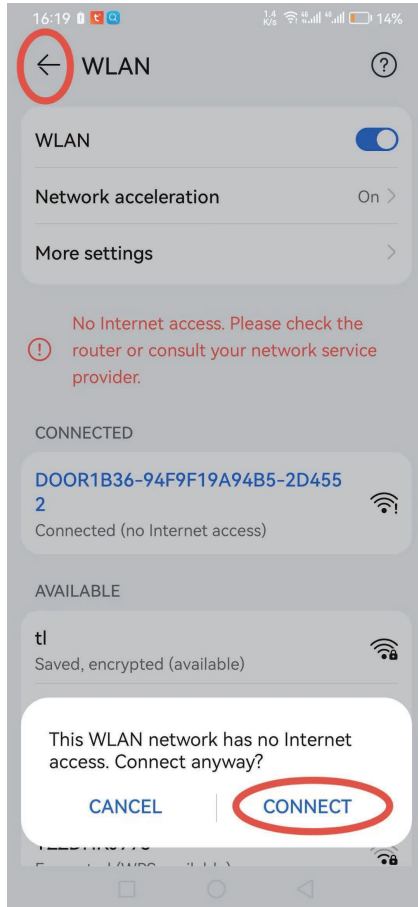 16:19
1.4 K/s
14%
WLAN
WLAN
Network acceleration On
More settings
No Internet access. Please check the
router or consult your network service
provider.
CONNECTED
DOOR1B36-94F9F19A94B5-2D455
2
Connected (no Internet access)
AVAILABLE
tl
Saved, encrypted (available)
This WLAN network has no Internet
access. Connect anyway?
CANCEL CONNECT